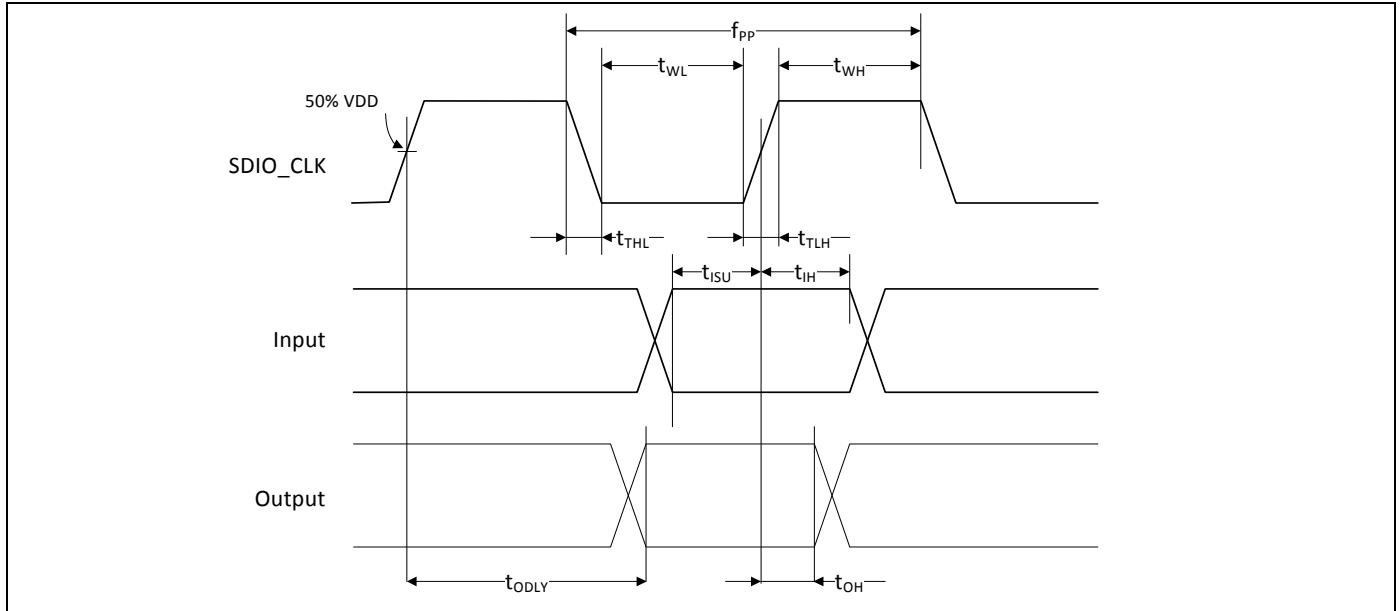 fPP
tWL
tWH
50% VDD
SDIO_CLK
tTHL
tTLH
tISU
tIH
Input
Output
tODLY
tOH